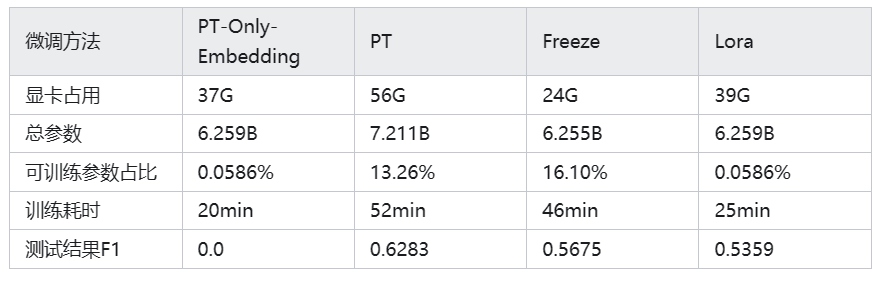 微调方法 PT-Only-Embedding PT Freeze Lora
显卡占用 37G 56G 24G 39G
总参数 6.259B 7.211B 6.255B 6.259B
可训练参数占比 0.0586% 13.26% 16.10% 0.0586%
训练耗时 20min 52min 46min 25min
测试结果F1 0.0 0.6283 0.5675 0.5359